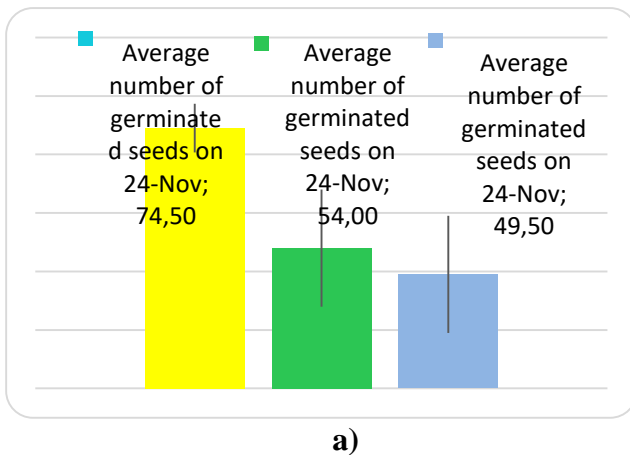 Average
number of
germinate
d seeds on
24-Nov;
74,50
Average
number of
germinated
seeds on
24-Nov;
54,00
Average
number of
germinated
seeds on
24-Nov;
49,50
a)